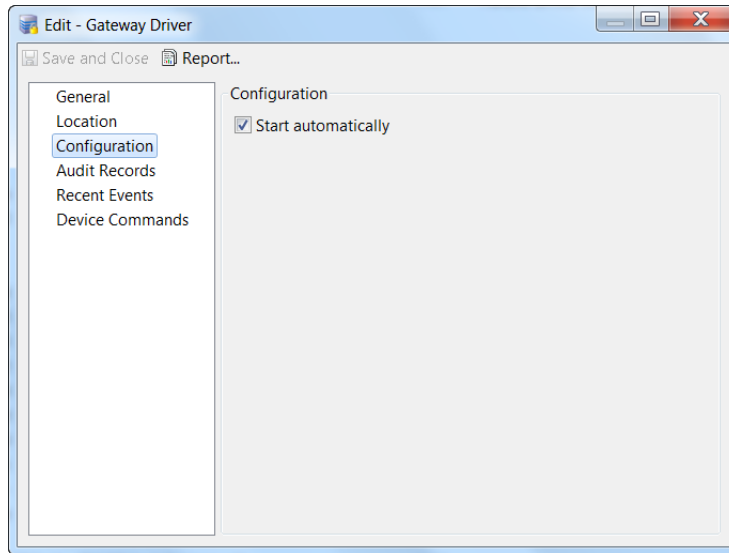 Edit - Gateway Driver
Save and Close Report...
General
Location
Configuration
Audit Records
Recent Events
Device Commands
Configuration
Start automatically